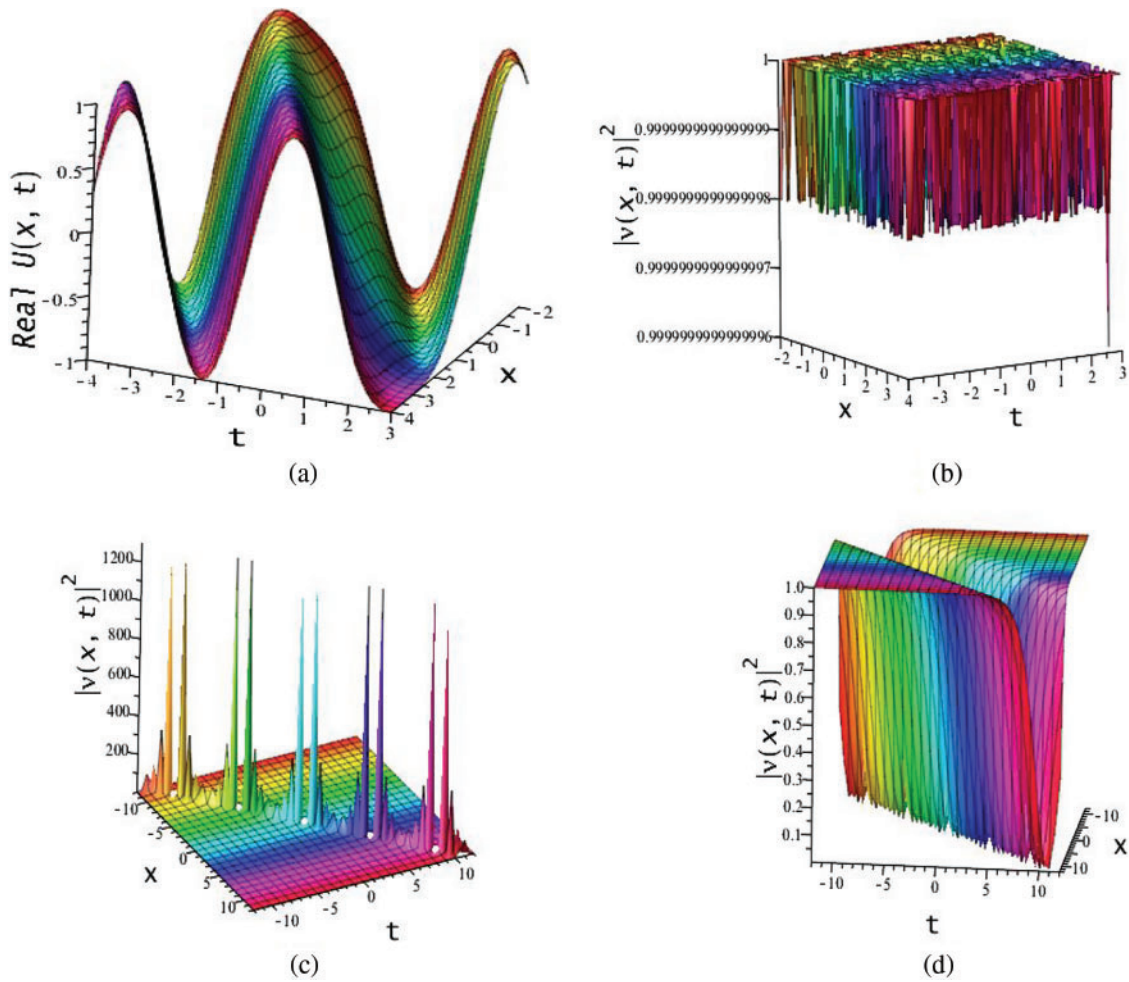 Real U(x, t)
1
0.5
0
-0.5
-1
-4 -3 -2 -1 0 1 2 3
t
4 3 2 1 0 -1 -2
x
(a)
|v(x, t)|²
1
0.9999999999999999
0.9999999999999998
0.9999999999999997
0.9999999999999996
-2 -1 0 1 2 3 4
x
-3 -2 -1 0 1 2 3
t
(b)
|v(x, t)|²
1200
1000
800
600
400
200
-10 -5 0 5 10
x
-10 -5 0 5 10
t
(c)
|v(x, t)|²
1.0
0.9
0.8
0.7
0.6
0.5
0.4
0.3
0.2
0.1
-10 -5 0 5 10
t
-10 0 10
x
(d)